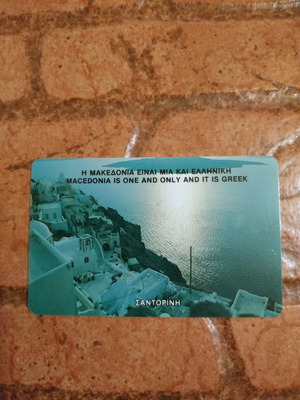 Η ΜΑΚΕΔΟΝΙΑ ΕΙΝΑΙ ΜΙΑ ΚΑΙ ΕΛΛΗΝΙΚΗ
MACEDONIA IS ONE AND ONLY AND IT IS GREEK
ΣΑΝΤΟΡΙΝΗ